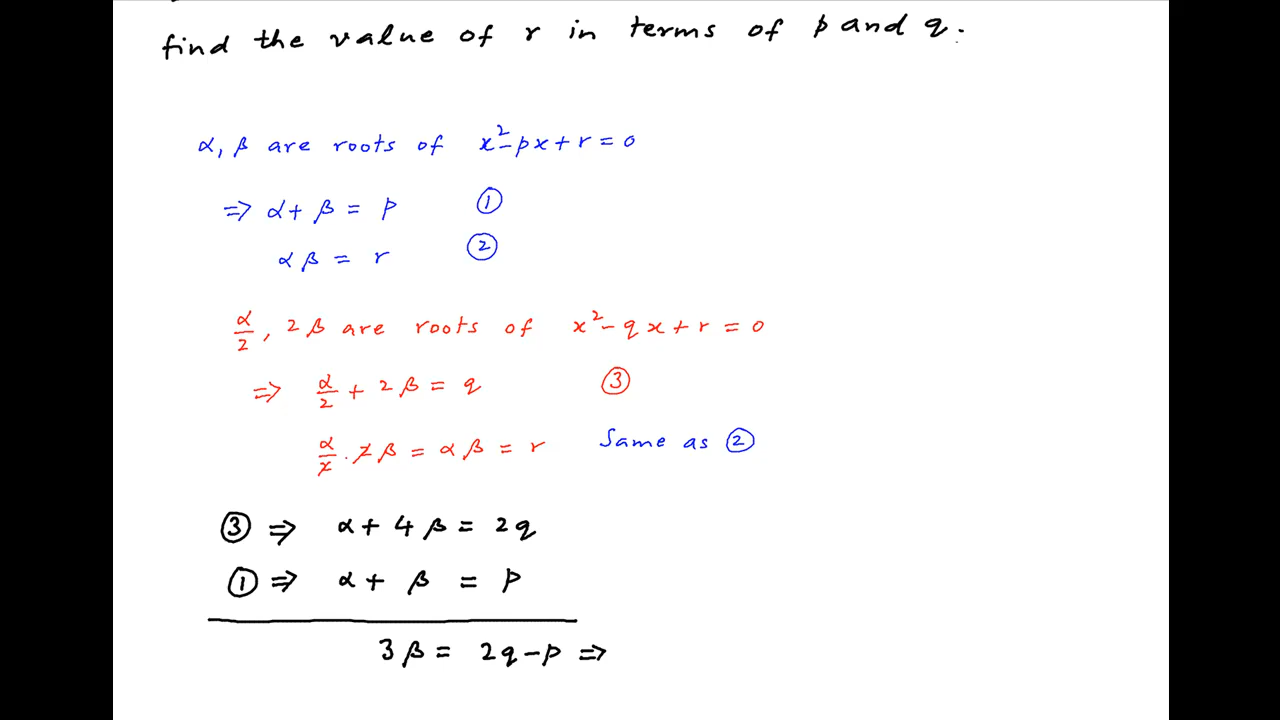 find the value of r in terms of p and q.
α, β are roots of x²-px+r=0
⇒ α+ β = p ①
αβ = r ②
α/2, 2β are roots of x²-qx+r=0
⇒ α/2 + 2β = q ③
α/2 · 2β = αβ = r Same as ②
③ ⇒ α+4β = 2q
① ⇒ α+ β = p
3β = 2q-p ⇒